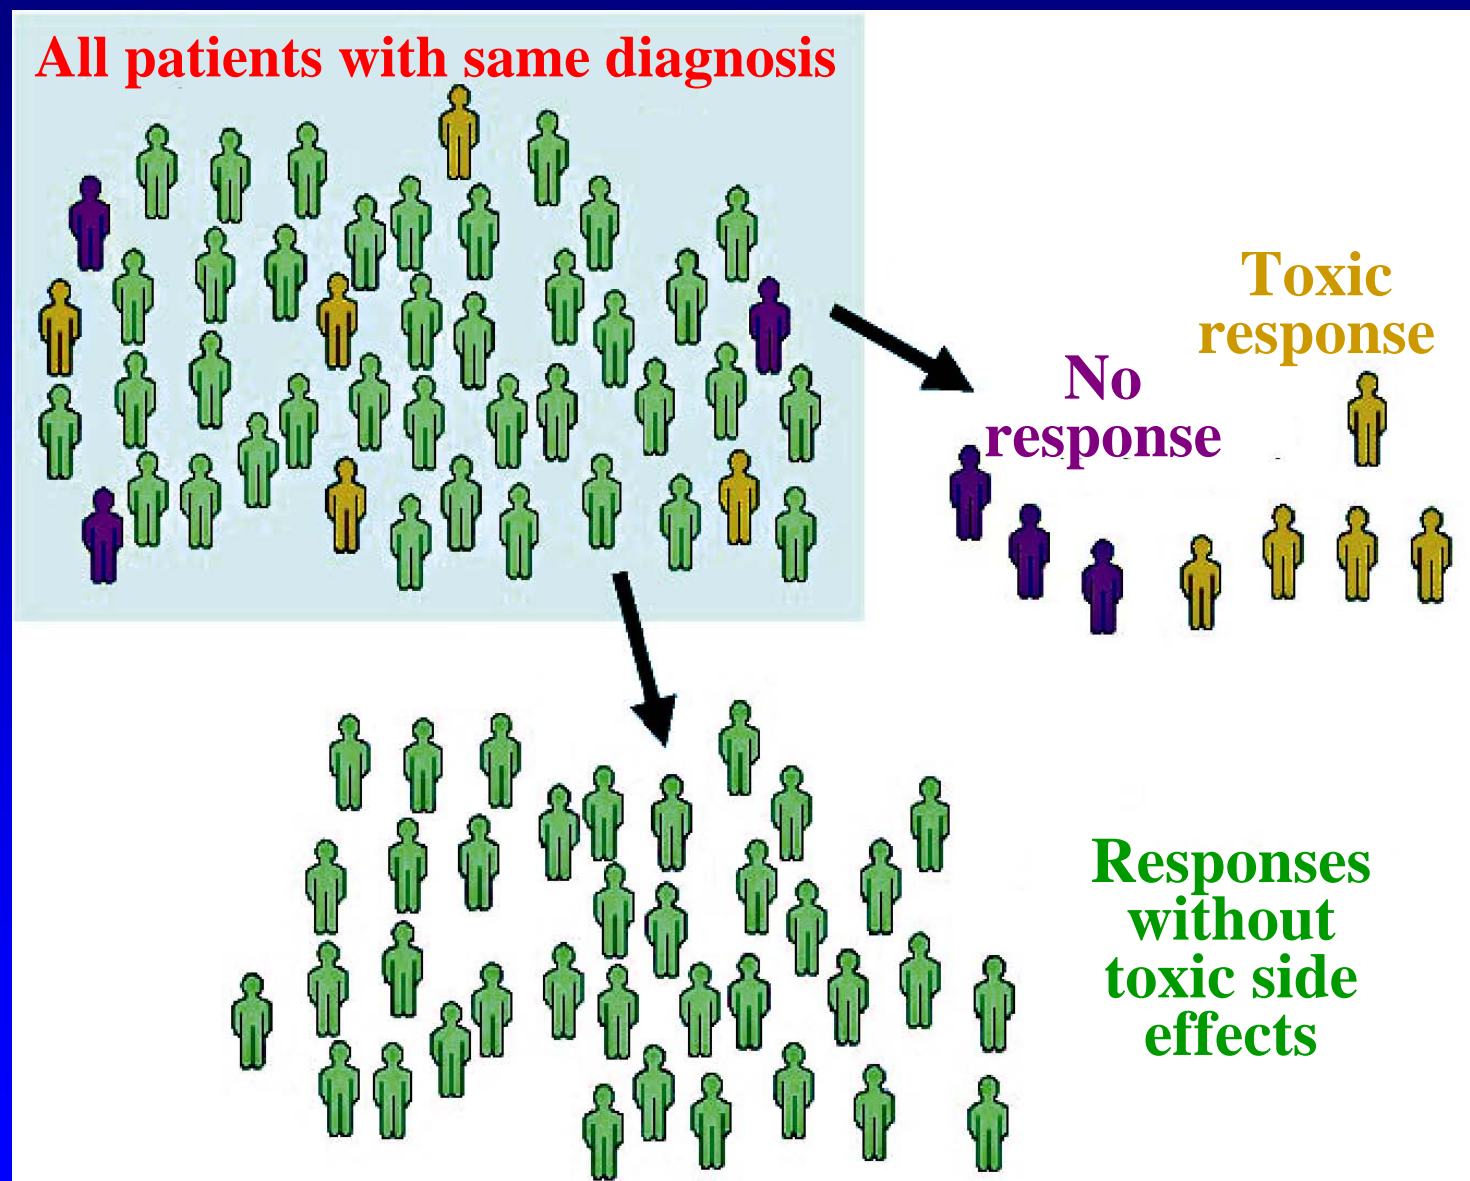 All patients with same diagnosis
Toxic
response
No
response
Responses
without
toxic side
effects